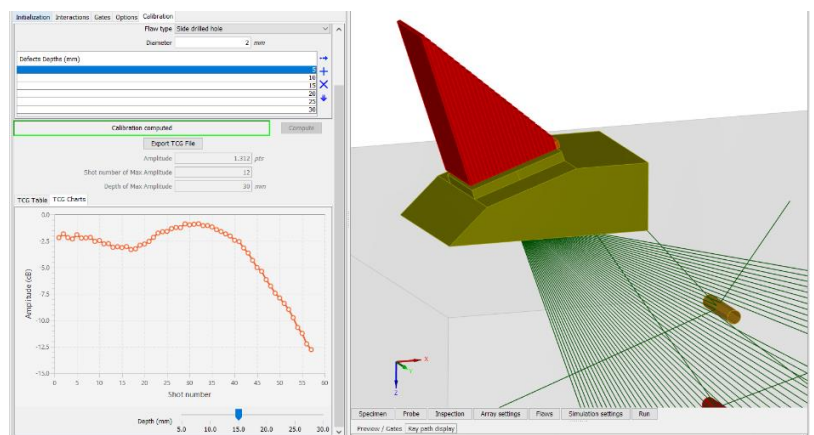 Initialization Interactions Gates Options Calibration
Flaw type Side drilled hole
Diameter 2 mm
Defects Depths (mm)
5
10
15
20
25
30
Calibration computed Compute
Export TCG File
Amplitude 1.312 pts
Shot number of Max Amplitude 12
Depth of Max Amplitude 30 mm
TCG Table TCG Charts
0.0
-2.5
-5.0
-7.5
-10.0
-12.5
-15.0
Amplitude (dB)
0 5 10 15 20 25 30 35 40 45 50 55 60
Shot number
Depth (mm)
5.0 10.0 15.0 20.0 25.0 30.0
X
Y
Z
Specimen Probe Inspection Array settings Flaws Simulation settings Run
Preview / Gates Ray path display